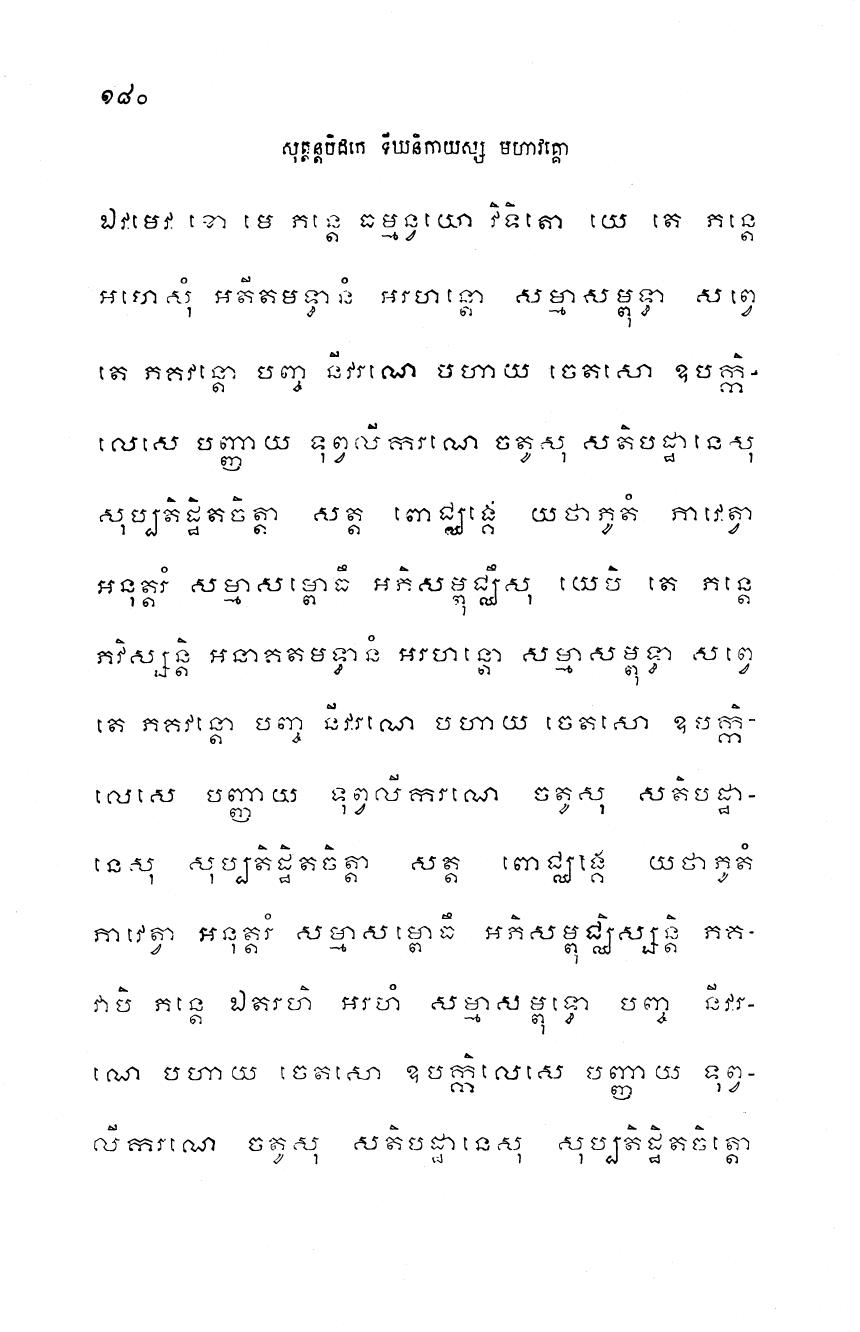 ១៨០
សុត្តន្តបិដកេ ទីឃនិកាយស្ស មហាវគ្គោ
ឯវមេវ ខោ មេ ភន្តេ ធម្មន្វយោ វិទិតោ យេ តេ ភន្តេ
អហេសុំ អតីតមទ្ធានំ អរហន្តោ សម្មាសម្ពុទ្ធា សព្វេ
តេ ភគវន្តោ បញ្ច នីវរណេ បហាយ ចេតសោ ឧបក្កិ-
លេសេ បញ្ញាយ ទុព្វលីករណេ ចតូសុ សតិបដ្ឋានេសុ
សុប្បតិដ្ឋិតចិត្តា សត្ត ពោជ្ឈង្គេ យថាភូតំ ភាវេត្វា
អនុត្តរំ សម្មាសម្ពោធឹ អភិសម្ពុជ្ឈឹសុ យេបិ តេ ភន្តេ
ភវិស្សន្តិ អនាគតមទ្ធានំ អរហន្តោ សម្មាសម្ពុទ្ធា សព្វេ
តេ ភគវន្តោ បញ្ច នីវរណេ បហាយ ចេតសោ ឧបក្កិ-
លេសេ បញ្ញាយ ទុព្វលីករណេ ចតូសុ សតិបដ្ឋា-
នេសុ សុប្បតិដ្ឋិតចិត្តា សត្ត ពោជ្ឈង្គេ យថាភូតំ
ភាវេត្វា អនុត្តរំ សម្មាសម្ពោធឹ អភិសម្ពុជ្ឈិស្សន្តិ ភគ-
វាបិ ភន្តេ ឯតរហិ អរហំ សម្មាសម្ពុទ្ធោ បញ្ច នីវរ-
ណេ បហាយ ចេតសោ ឧបក្កិលេសេ បញ្ញាយ ទុព្វ-
លីករណេ ចតូសុ សតិបដ្ឋានេសុ សុប្បតិដ្ឋិតចិត្តោ